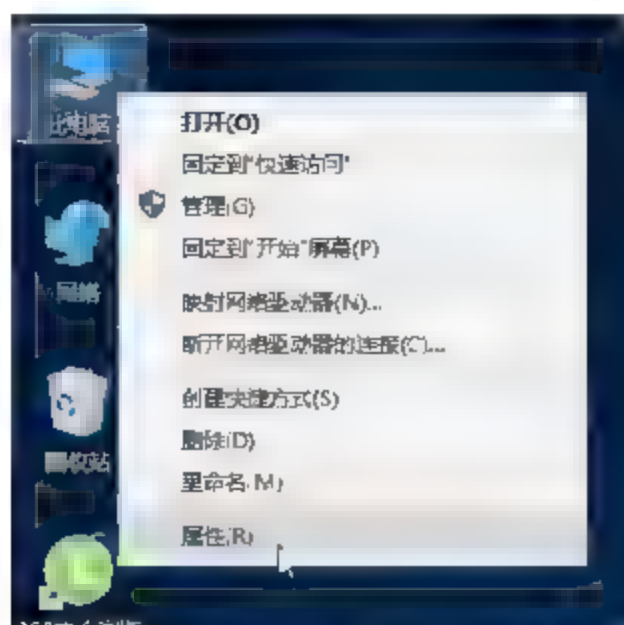 此电脑
打开(O)
固定到"快速访问"
管理(G)
固定到"开始"屏幕(P)
网络
映射网络驱动器(N)...
断开网络驱动器的连接(C)...
创建快捷方式(S)
删除(D)
回收站
重命名(M)
属性(R)